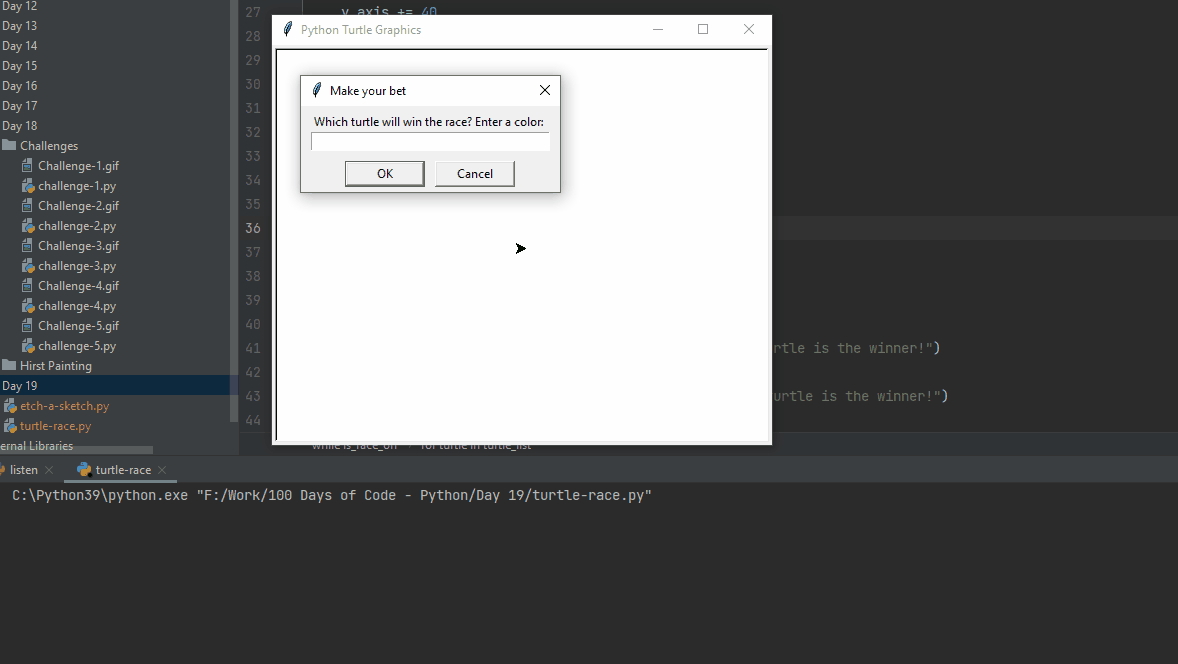 Day 12
Day 13
Day 14
Day 15
Day 16
Day 17
Day 18
Challenges
Challenge-1.gif
challenge-1.py
Challenge-2.gif
challenge-2.py
Challenge-3.gif
challenge-3.py
Challenge-4.gif
challenge-4.py
Challenge-5.gif
challenge-5.py
Hirst Painting
Day 19
etch-a-sketch.py
turtle-race.py
ernal Libraries
27 y_axis += 40
28
29
30
31
32
33
34
35
36
37
38
39
40
41 rtle is the winner!")
42
43 urtle is the winner!")
44
Python Turtle Graphics
Make your bet
Which turtle will win the race? Enter a color:
OK
Cancel
while is_race_on for turtle in turtle_list
listen
turtle-race
C:\Python39\python.exe "F:/Work/100 Days of Code - Python/Day 19/turtle-race.py"